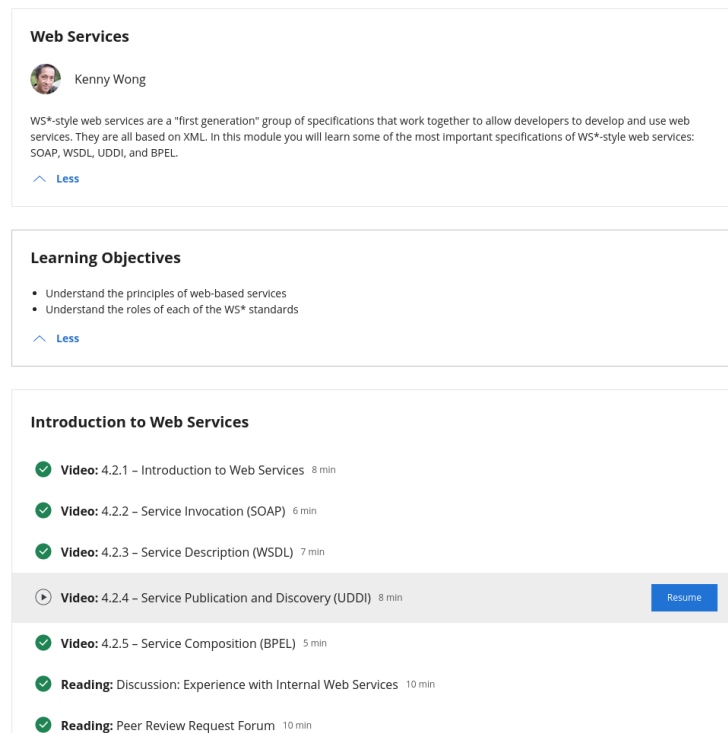 Web Services
Kenny Wong
WS*-style web services are a "first generation" group of specifications that work together to allow developers to develop and use web
services. They are all based on XML. In this module you will learn some of the most important specifications of WS*-style web services:
SOAP, WSDL, UDDI, and BPEL.
Less
Learning Objectives
Understand the principles of web-based services
Understand the roles of each of the WS* standards
Less
Introduction to Web Services
Video: 4.2.1 – Introduction to Web Services 8 min
Video: 4.2.2 – Service Invocation (SOAP) 6 min
Video: 4.2.3 – Service Description (WSDL) 7 min
Video: 4.2.4 – Service Publication and Discovery (UDDI) 8 min Resume
Video: 4.2.5 – Service Composition (BPEL) 5 min
Reading: Discussion: Experience with Internal Web Services 10 min
Reading: Peer Review Request Forum 10 min